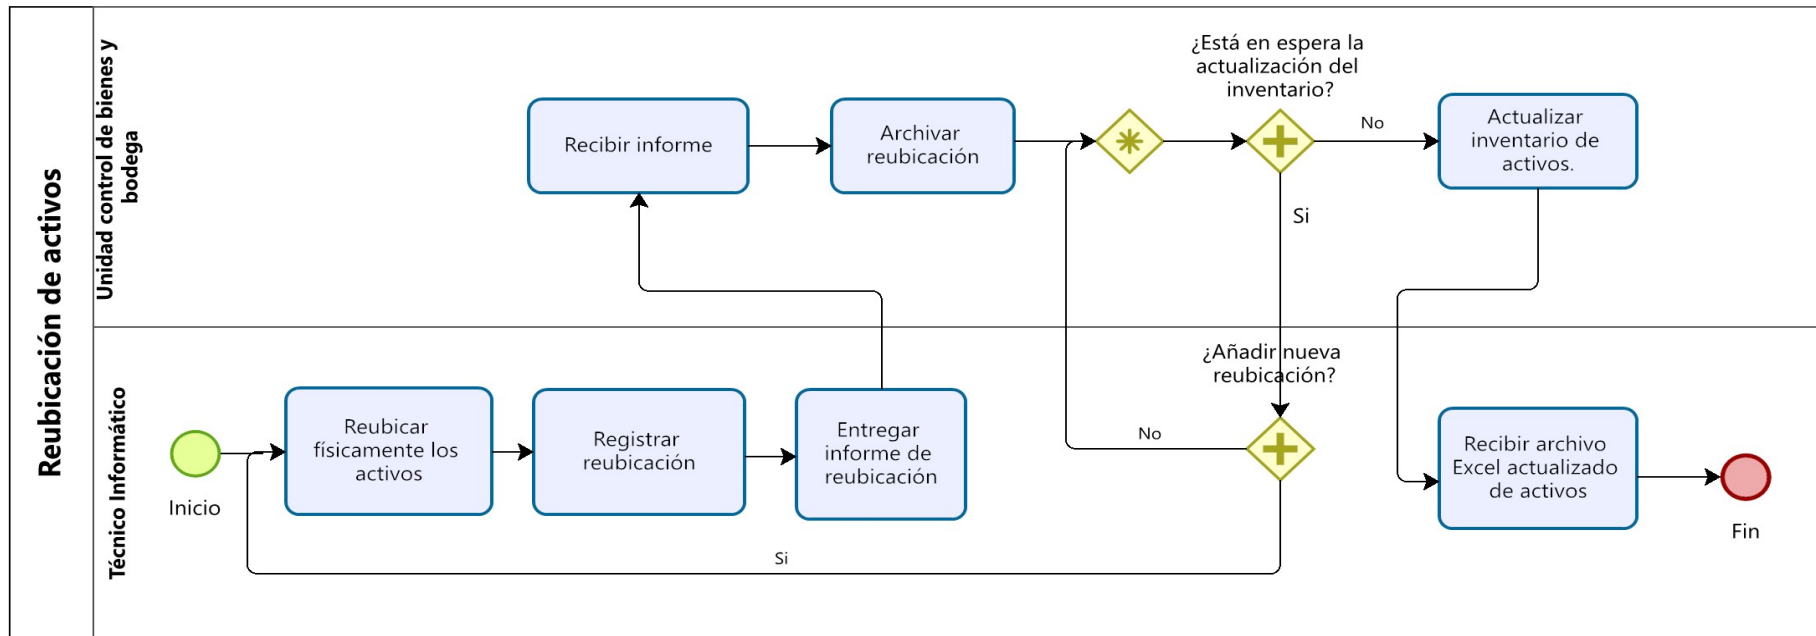 Reubicación de activos
Unidad control de bienes y
bodega
¿Está en espera la
actualización del
inventario?
Recibir informe
Archivar
reubicación
No
Actualizar
inventario de
activos.
Si
Técnico Informático
¿Añadir nueva
reubicación?
Inicio
Reubicar
físicamente los
activos
Registrar
reubicación
Entregar
informe de
reubicación
No
Recibir archivo
Excel actualizado
de activos
Fin
Si